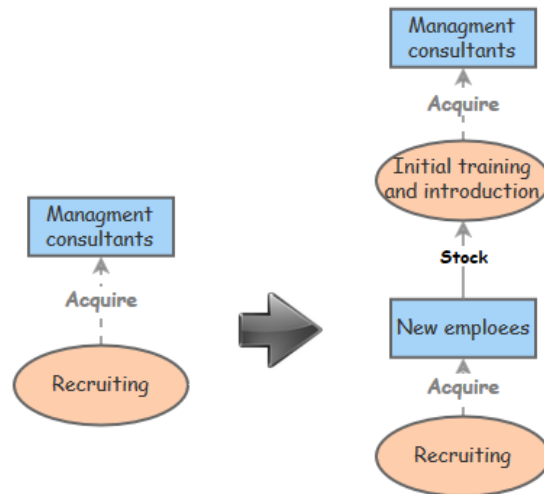 Managment
consultants
Acquire
Recruiting
Managment
consultants
Acquire
Initial training
and introduction
Stock
New emploees
Acquire
Recruiting